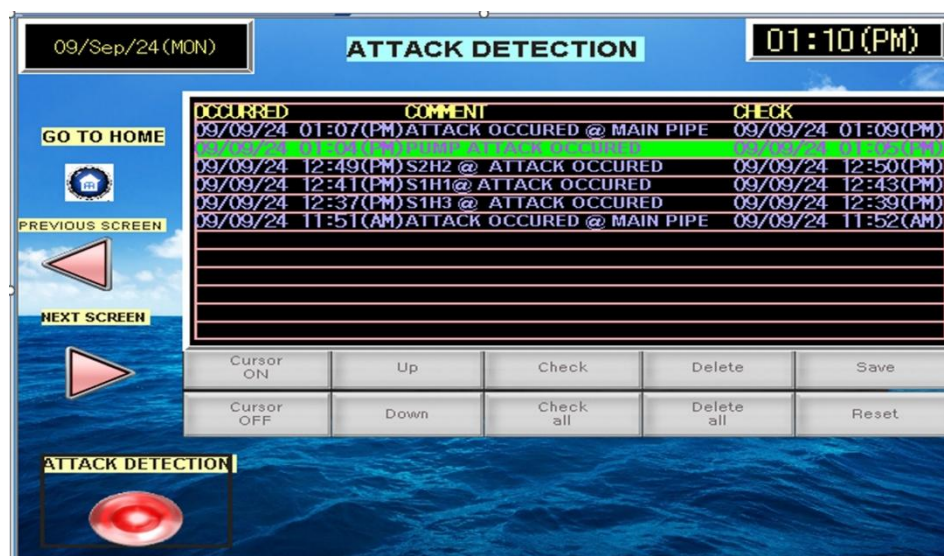 09/Sep/24(MON)
ATTACK DETECTION
01:10(PM)
GO TO HOME
PREVIOUS SCREEN
NEXT SCREEN
OCCURRED COMMENT CHECK
09/09/24 01:07(PM) ATTACK OCCURED @ MAIN PIPE 09/09/24 01:09(PM)
09/09/24 01:04(PM) PUMP ATTACK OCCURED 09/09/24 01:05(PM)
09/09/24 12:49(PM) S2H2 @ ATTACK OCCURED 09/09/24 12:50(PM)
09/09/24 12:41(PM) S1H1@ ATTACK OCCURED 09/09/24 12:43(PM)
09/09/24 12:37(PM) S1H3 @ ATTACK OCCURED 09/09/24 12:39(PM)
09/09/24 11:51(AM) ATTACK OCCURED @ MAIN PIPE 09/09/24 11:52(AM)
Cursor ON
Up
Check
Delete
Save
Cursor OFF
Down
Check all
Delete all
Reset
ATTACK DETECTION